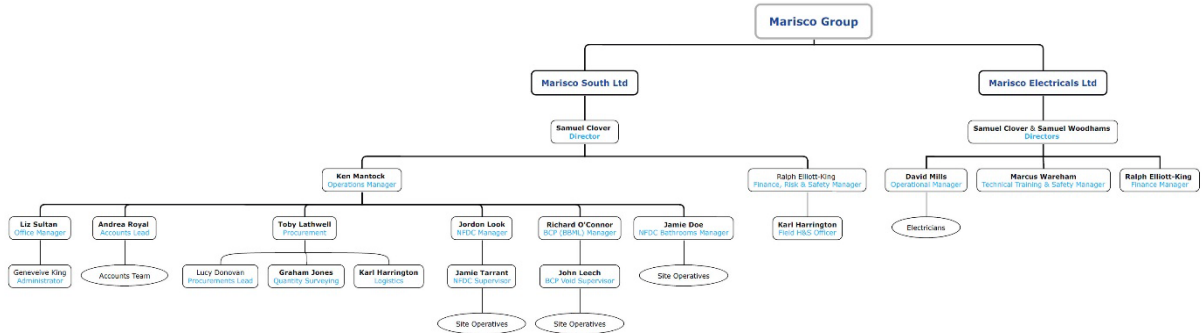 Marisco Group
Marisco South Ltd
Marisco Electricals Ltd
Samuel Clover
Director
Samuel Clover & Samuel Woodhams
Directors
Ken Mantock
Operations Manager
Ralph Elliott-King
Finance, Risk & Safety Manager
David Mills
Operational Manager
Marcus Wareham
Technical Training & Safety Manager
Ralph Elliott-King
Finance Manager
Liz Sultan
Office Manager
Andrea Royal
Accounts Lead
Toby Lathwell
Procurement
Jordon Look
NFDC Manager
Richard O'Connor
BCP (BBML) Manager
Jamie Doe
NFDC Bathrooms Manager
Karl Harrington
Field H&S Officer
Electricians
Geneveive King
Administrator
Accounts Team
Lucy Donovan
Procurements Lead
Graham Jones
Quantity Surveying
Karl Harrington
Logistics
Jamie Tarrant
NFDC Supervisor
John Leech
BCP Void Supervisor
Site Operatives
Site Operatives
Site Operatives